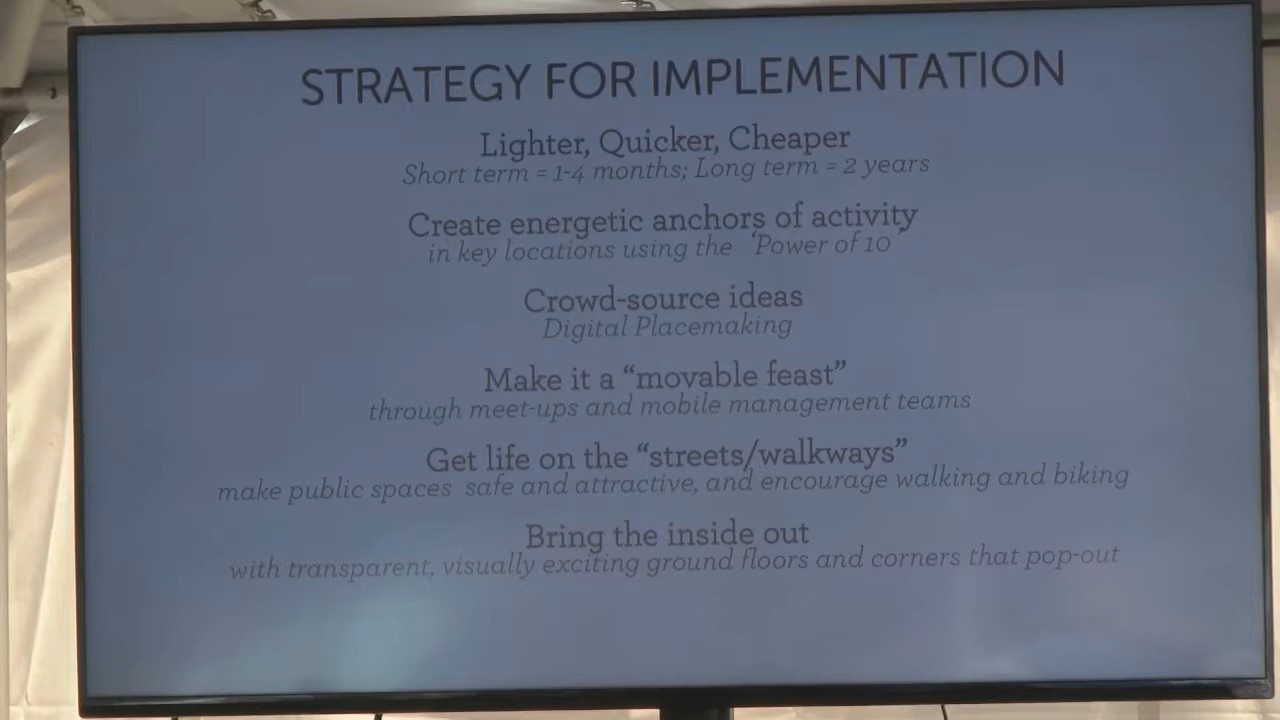 STRATEGY FOR IMPLEMENTATION
Lighter, Quicker, Cheaper
Short term = 1-4 months; Long term = 2 years
Create energetic anchors of activity
in key locations using the ‘Power of 10’
Crowd-source ideas
Digital Placemaking
Make it a “movable feast”
through meet-ups and mobile management teams
Get life on the “streets/walkways”
make public spaces safe and attractive, and encourage walking and biking
Bring the inside out
with transparent, visually exciting ground floors and corners that pop-out